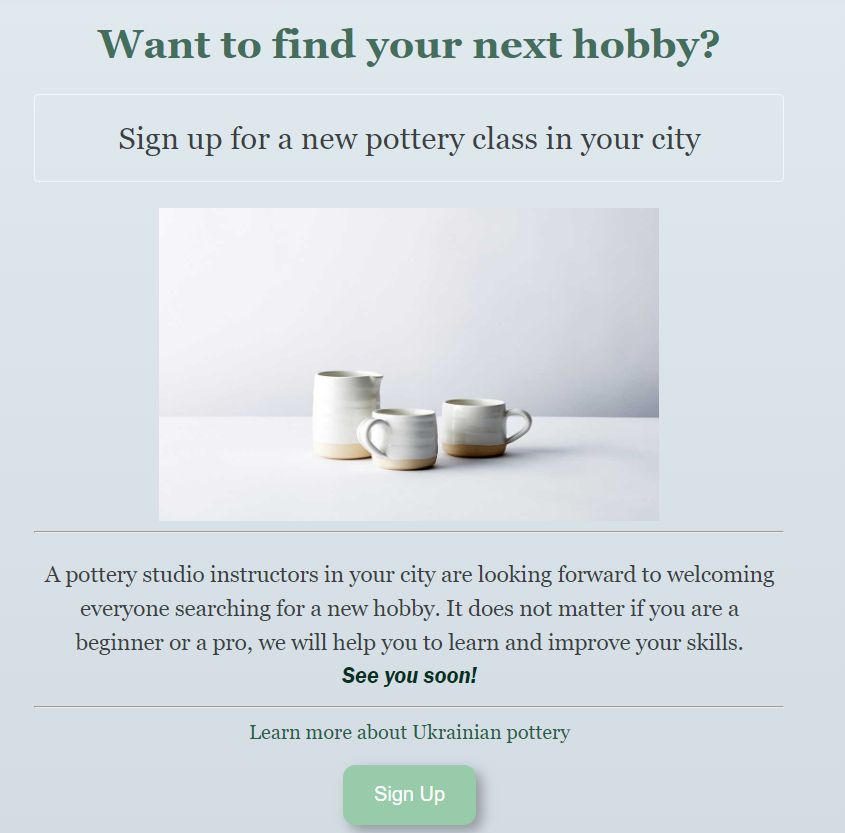 Want to find your next hobby?
Sign up for a new pottery class in your city
A pottery studio instructors in your city are looking forward to welcoming
everyone searching for a new hobby. It does not matter if you are a
beginner or a pro, we will help you to learn and improve your skills.
See you soon!
Learn more about Ukrainian pottery
Sign Up